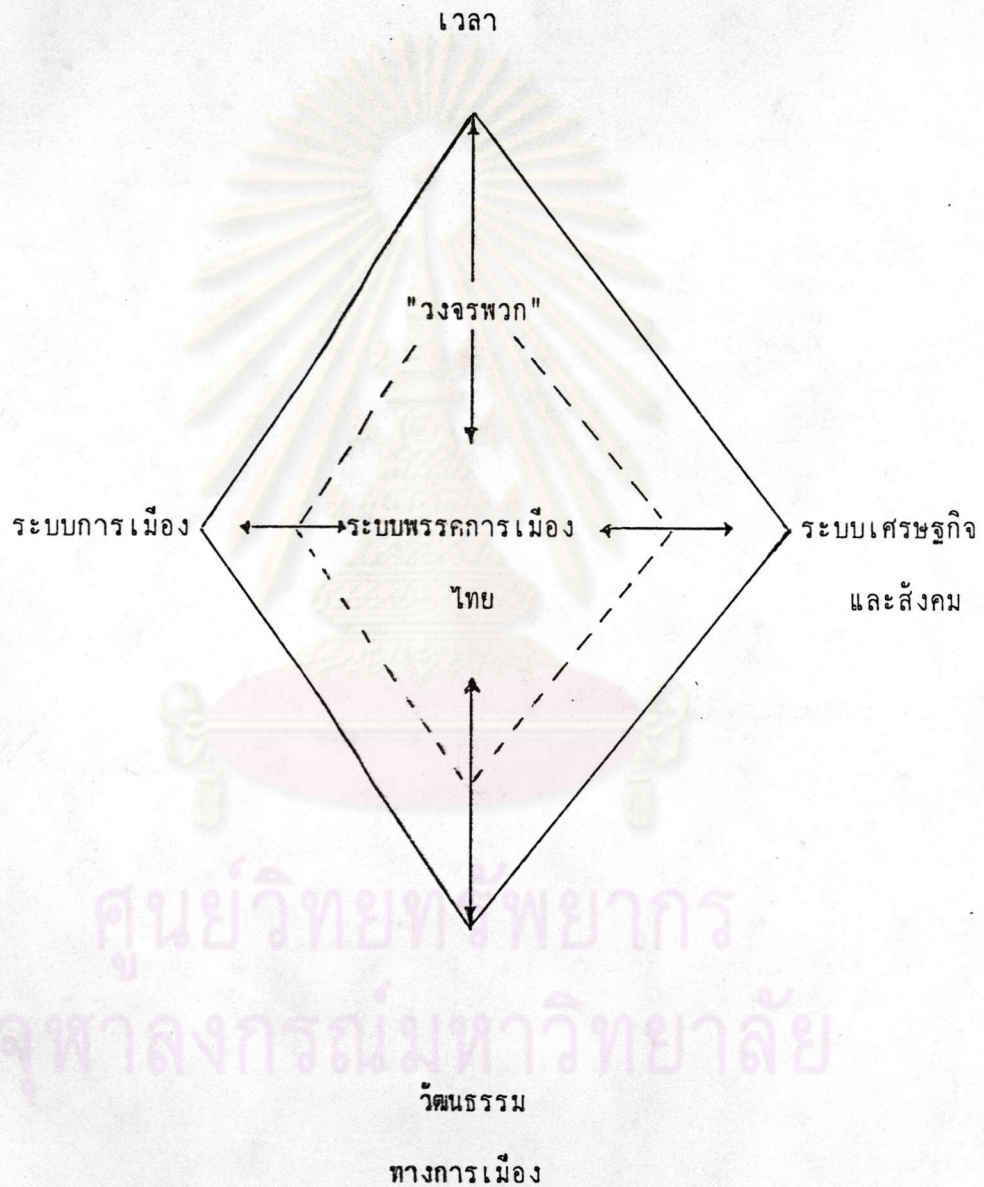 เวลา
"วงจรพวก"
ระบบการเมือง ระบบพรรคการเมือง ระบบเศรษฐกิจ
ไทย และสังคม
ศูนย์วิทยทรัพยากร
จุฬาลงกรณ์มหาวิทยาลัย
วัฒนธรรม
ทางการเมือง